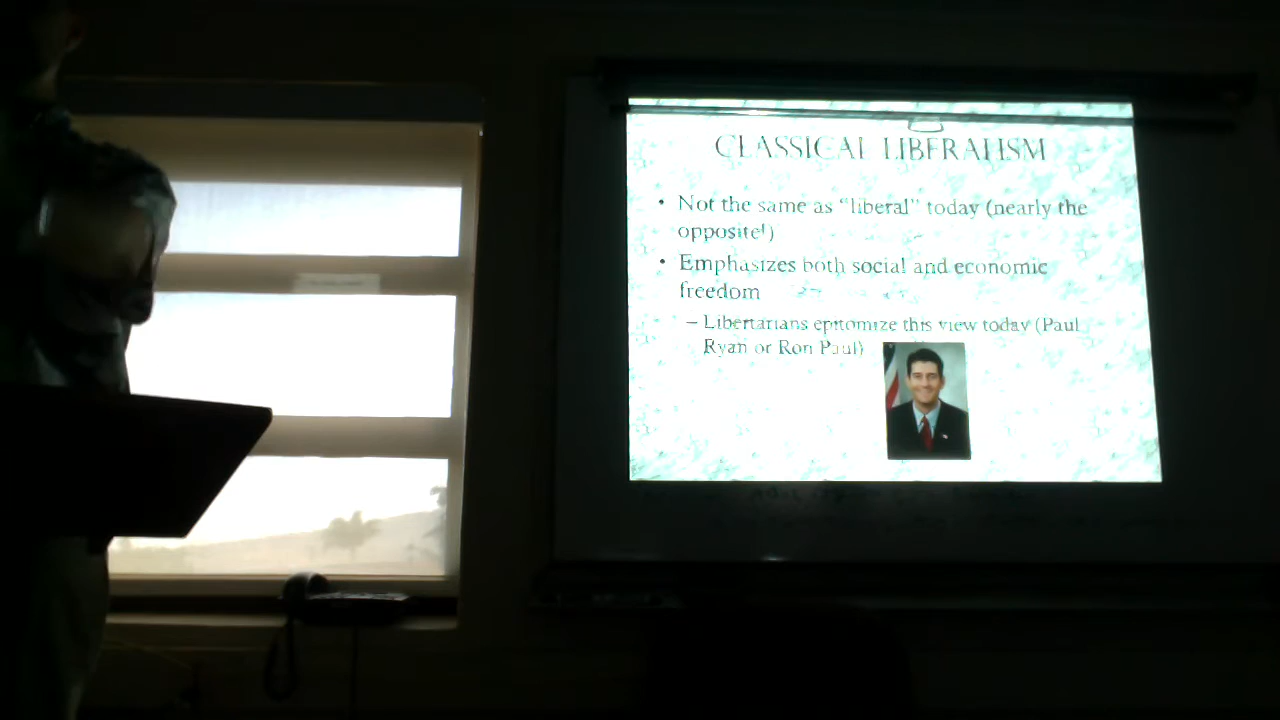 CLASSICAL LIBERALISM
• Not the same as “liberal” today (nearly the
opposite!)
• Emphasizes both social and economic
freedom
– Libertarians epitomize this view today (Paul
Ryan or Ron Paul)